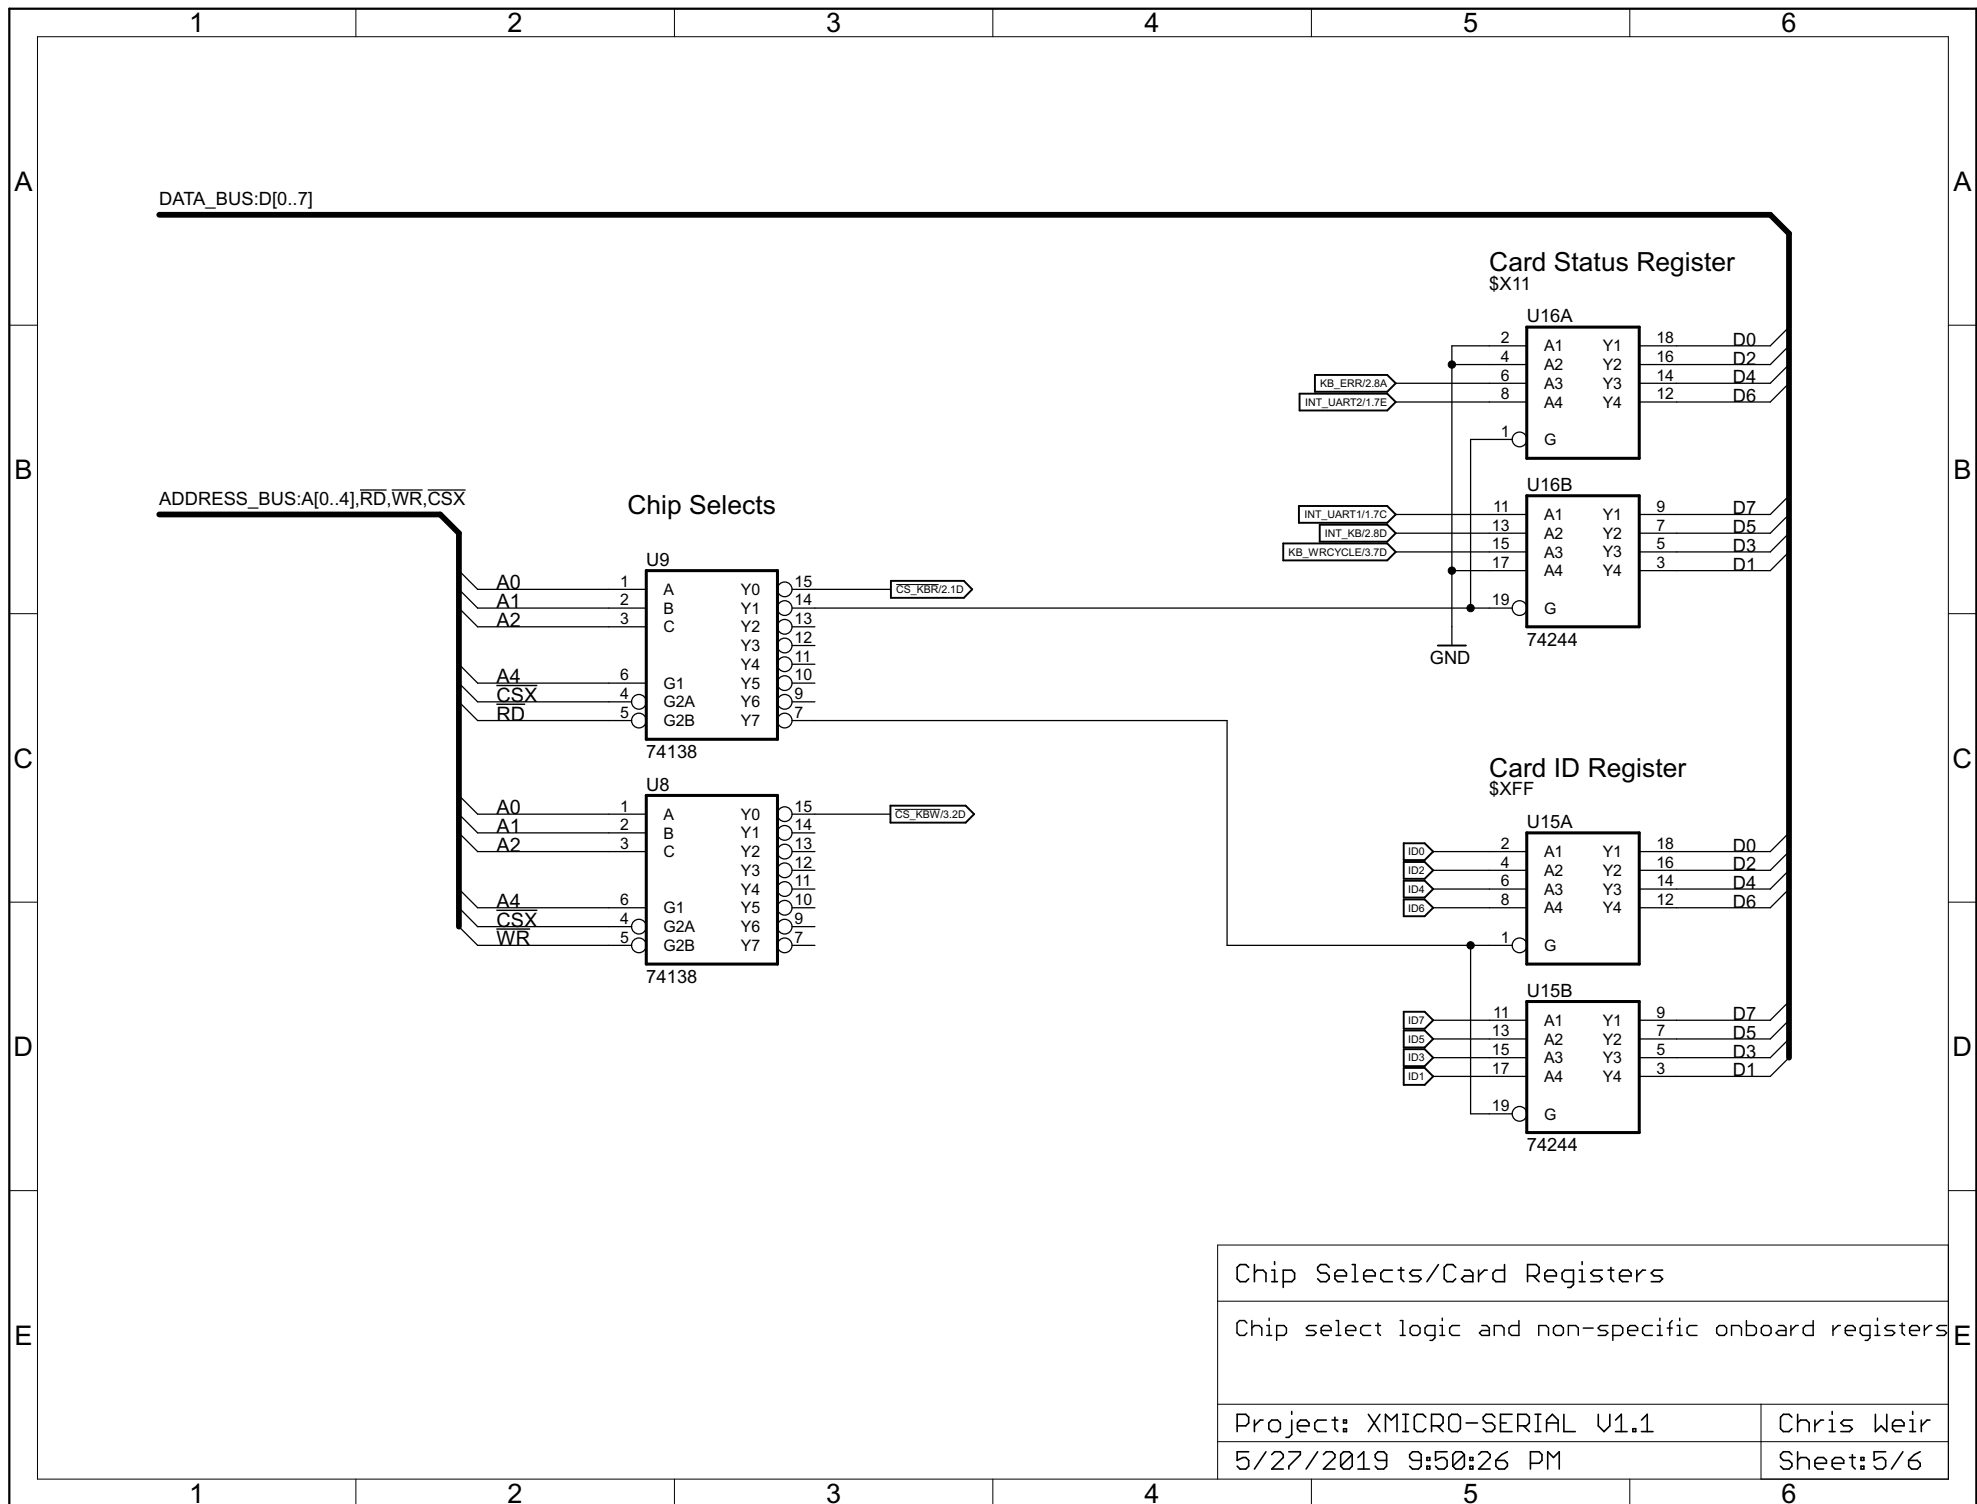 1 2 3 4 5 6
A A
DATA_BUS:D[0..7]
Card Status Register
$X11
U16A
2 A1 Y1 18 D0
4 A2 Y2 16 D2
KB_ERR/2.8A 6 A3 Y3 14 D4
INT_UART2/1.7E 8 A4 Y4 12 D6
1 G
B B
ADDRESS_BUS:A[0..4],RD,WR,CSX
Chip Selects
U16B
INT_UART1/1.7C 11 A1 Y1 9 D7
INT_KB/2.8D 13 A2 Y2 7 D5
KB_WRCYCLE/3.7D 15 A3 Y3 5 D3
17 A4 Y4 3 D1
19 G
74244
GND
U9
A0 1 A Y0 15 CS_KBR/2.1D
A1 2 B Y1 14
A2 3 C Y2 13
Y3 12
Y4 11
A4 6 G1 Y5 10
CSX 4 G2A Y6 9
RD 5 G2B Y7 7
74138
C C
Card ID Register
$XFF
U8
A0 1 A Y0 15 CS_KBW/3.2D
A1 2 B Y1 14
A2 3 C Y2 13
Y3 12
Y4 11
A4 6 G1 Y5 10
CSX 4 G2A Y6 9
WR 5 G2B Y7 7
74138
U15A
ID0 2 A1 Y1 18 D0
ID2 4 A2 Y2 16 D2
ID4 6 A3 Y3 14 D4
ID6 8 A4 Y4 12 D6
1 G
U15B
ID7 11 A1 Y1 9 D7
ID5 13 A2 Y2 7 D5
ID3 15 A3 Y3 5 D3
ID1 17 A4 Y4 3 D1
19 G
74244
D D
Chip Selects/Card Registers
Chip select logic and non-specific onboard registers
E E
Project: XMICRO-SERIAL V1.1 Chris Weir
5/27/2019 9:50:26 PM Sheet:5/6
1 2 3 4 5 6